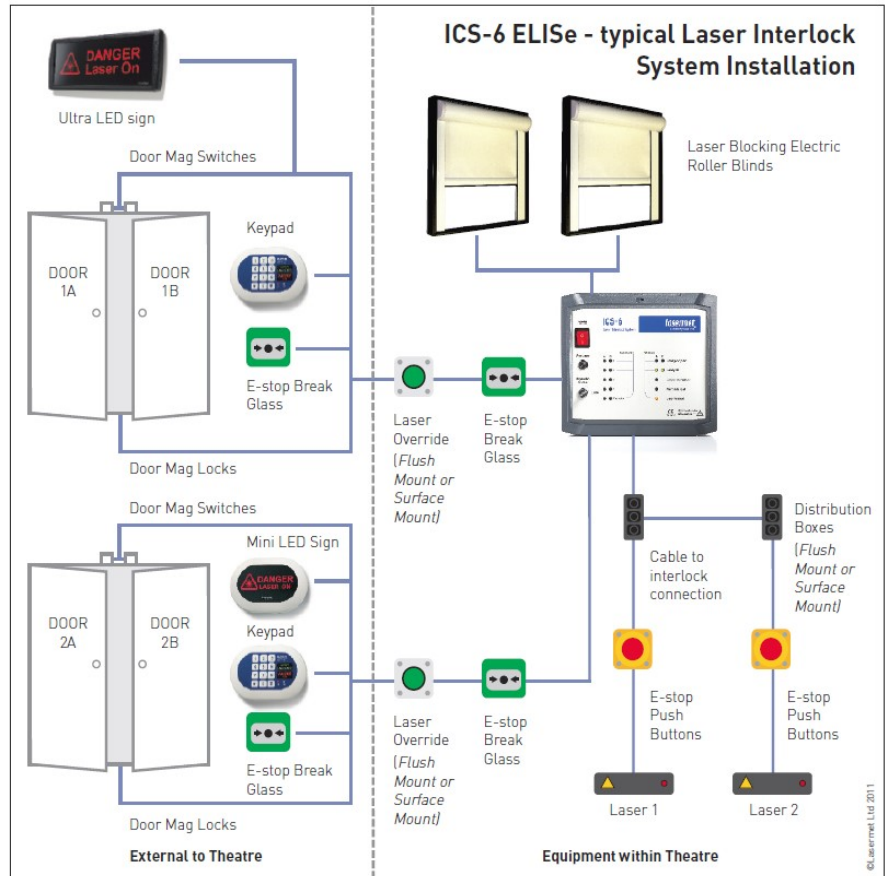 ICS-6 ELISe - typical Laser Interlock
System Installation
DANGER
Laser On
Ultra LED sign
Door Mag Switches
Keypad
DOOR
1A
DOOR
1B
E-stop Break
Glass
Door Mag Locks
Laser Blocking Electric
Roller Blinds
ICS-6
lasermet
Laser
Override
(Flush
Mount or
Surface
Mount)
E-stop
Break
Glass
Door Mag Switches
Mini LED Sign
DANGER
LASER ON
Keypad
DOOR
2A
DOOR
2B
E-stop Break
Glass
Door Mag Locks
Laser
Override
(Flush
Mount or
Surface
Mount)
E-stop
Break
Glass
Cable to
interlock
connection
Distribution
Boxes
(Flush
Mount or
Surface
Mount)
E-stop
Push
Buttons
E-stop
Push
Buttons
Laser 1
Laser 2
External to Theatre
Equipment within Theatre
©Lasermet Ltd 2011